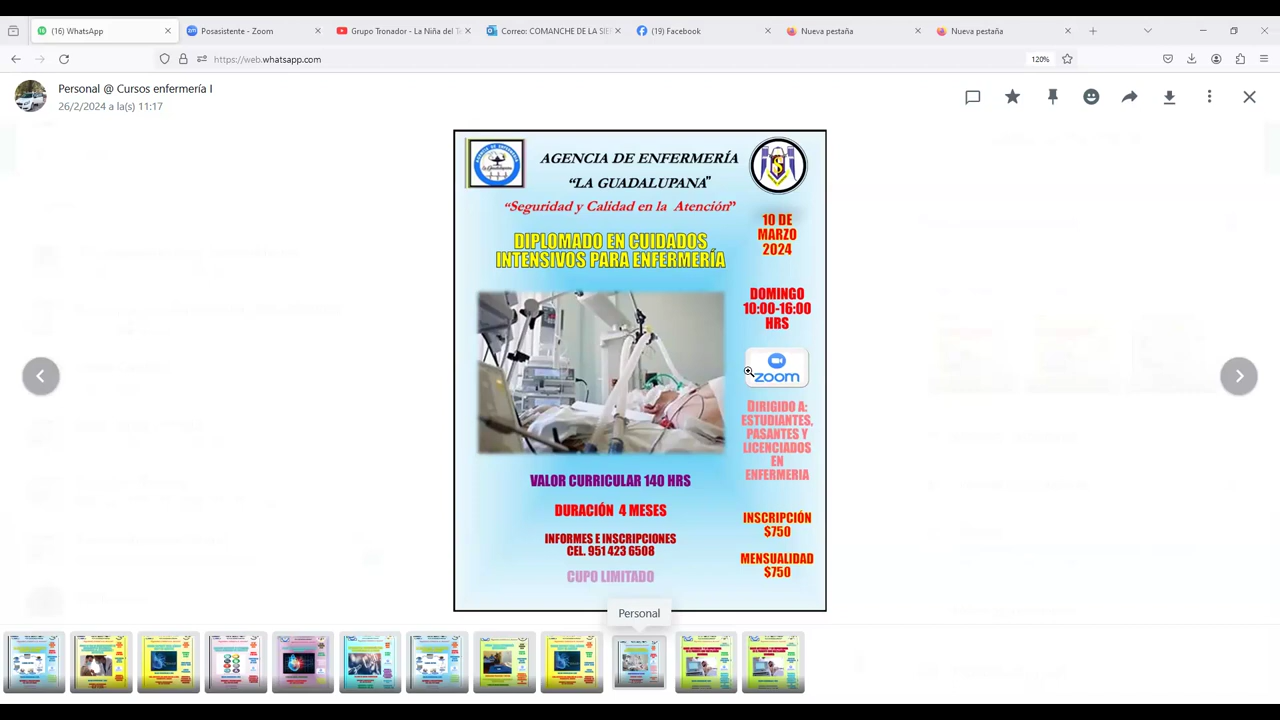 (16) WhatsApp
Posasistente - Zoom
Grupo Tronador - La Niña del T
Correo: COMANCHE DE LA SIE
(19) Facebook
Nueva pestaña
Nueva pestaña
https://web.whatsapp.com
120%
Personal @ Cursos enfermería I
26/2/2024 a la(s) 11:17
AGENCIA DE ENFERMERÍA
“LA GUADALUPANA”
“Seguridad y Calidad en la Atención”
DIPLOMADO EN CUIDADOS
INTENSIVOS PARA ENFERMERÍA
10 DE
MARZO
2024
DOMINGO
10:00-16:00
HRS
zoom
DIRIGIDO A:
ESTUDIANTES,
PASANTES Y
LICENCIADOS
EN
ENFERMERIA
VALOR CURRICULAR 140 HRS
DURACIÓN 4 MESES
INFORMES E INSCRIPCIONES
CEL. 951 423 6508
CUPO LIMITADO
INSCRIPCIÓN
$750
MENSUALIDAD
$750
Personal